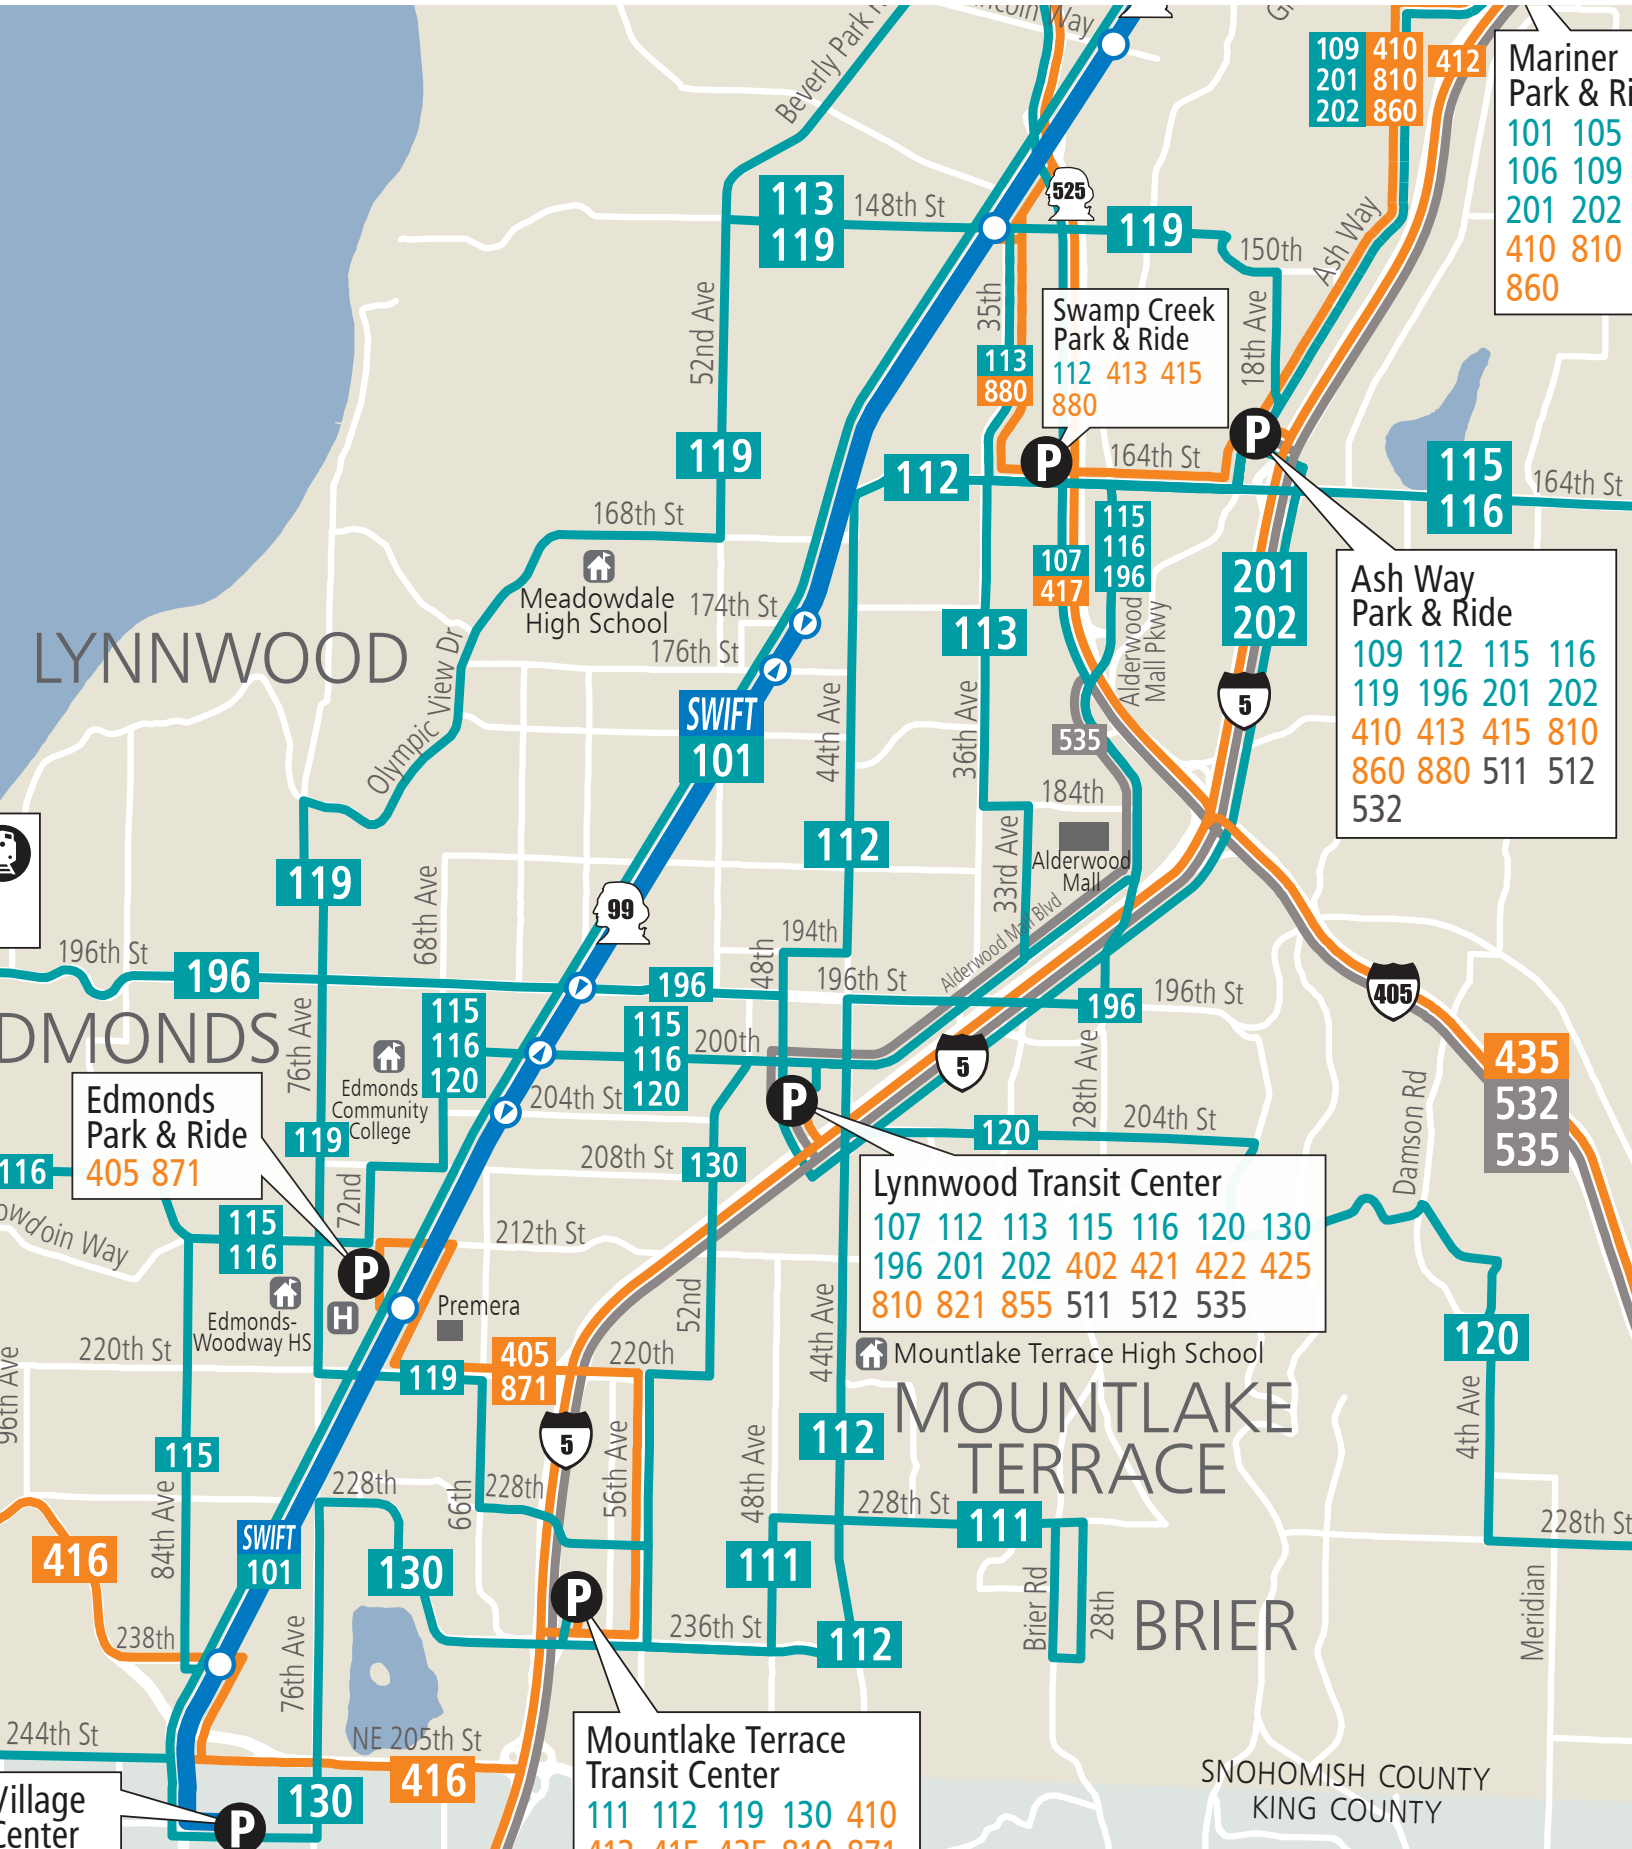 Beverly Park
Way
109 410
201 810
202 860
412
Mariner
Park & Ri
101 105
106 109
201 202
410 810
860
113
119
148th St
525
119
150th
Ash Way
52nd Ave
35th
18th Ave
Swamp Creek
Park & Ride
112 413 415
880
113
880
119
112
P
P
164th St
115
116
164th St
168th St
Meadowdale
High School
174th St
176th St
115
116
196
107
417
201
202
Ash Way
Park & Ride
109 112 115 116
119 196 201 202
410 413 415 810
860 880 511 512
532
LYNNWOOD
Olympic View Dr
113
Alderwood
Mall Pkwy
5
SWIFT
101
44th Ave
36th Ave
535
184th
112
33rd Ave
Alderwood
Mall
119
68th Ave
99
Alderwood Mall Blvd
194th
48th
196th St
196
196
196th St
196
196th St
405
DMONDS
76th Ave
115
116
120
115
116
120
200th
5
28th Ave
435
532
535
Edmonds
Community
College
204th St
P
120
204th St
Damson Rd
Edmonds
Park & Ride
405 871
119
116
208th St
130
Lynnwood Transit Center
107 112 113 115 116 120 130
196 201 202 402 421 422 425
810 821 855 511 512 535
72nd
115
116
212th St
P
Edmonds-
Woodway HS
H
Premera
52nd
44th Ave
120
220th St
119
405
871
220th
Mountlake Terrace High School
MOUNTLAKE
TERRACE
96th Ave
5
56th Ave
48th Ave
112
4th Ave
115
84th Ave
228th
66th
228th
228th St
111
228th St
416
SWIFT
101
130
111
P
Brier Rd
28th
BRIER
Meridian
238th
76th Ave
236th St
112
244th St
NE 205th St
416
130
Mountlake Terrace
Transit Center
111 112 119 130 410
SNOHOMISH COUNTY
KING COUNTY
Village
Center
P